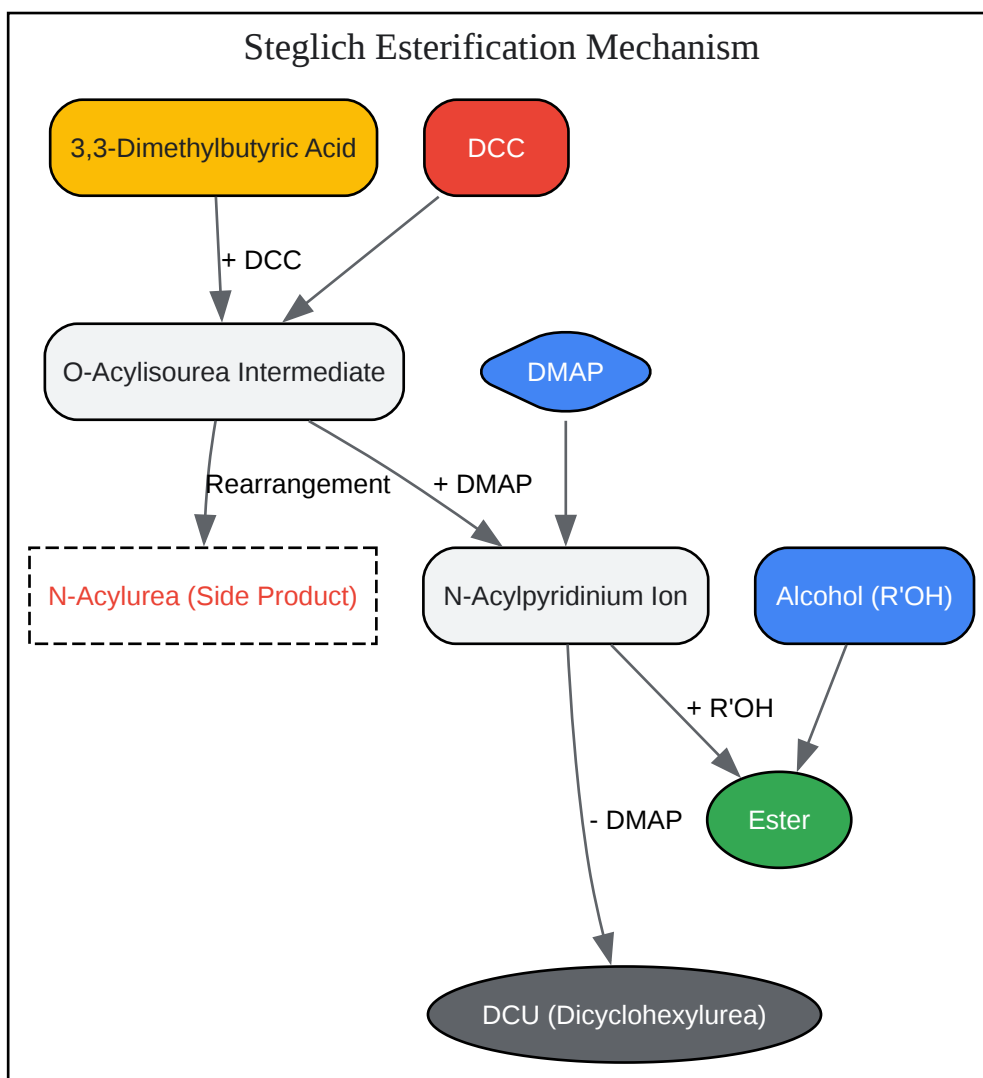 Steglich Esterification Mechanism
3,3-Dimethylbutyric Acid
DCC
+ DCC
O-Acylisourea Intermediate
DMAP
Rearrangement
+ DMAP
N-Acylurea (Side Product)
N-Acylpyridinium Ion
Alcohol (R'OH)
+ R'OH
- DMAP
Ester
DCU (Dicyclohexylurea)